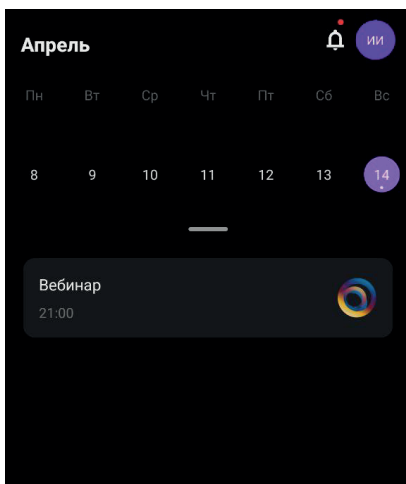 Апрель ИИ
Пн Вт Ср Чт Пт Сб Вс
8 9 10 11 12 13 14
Вебинар
21:00